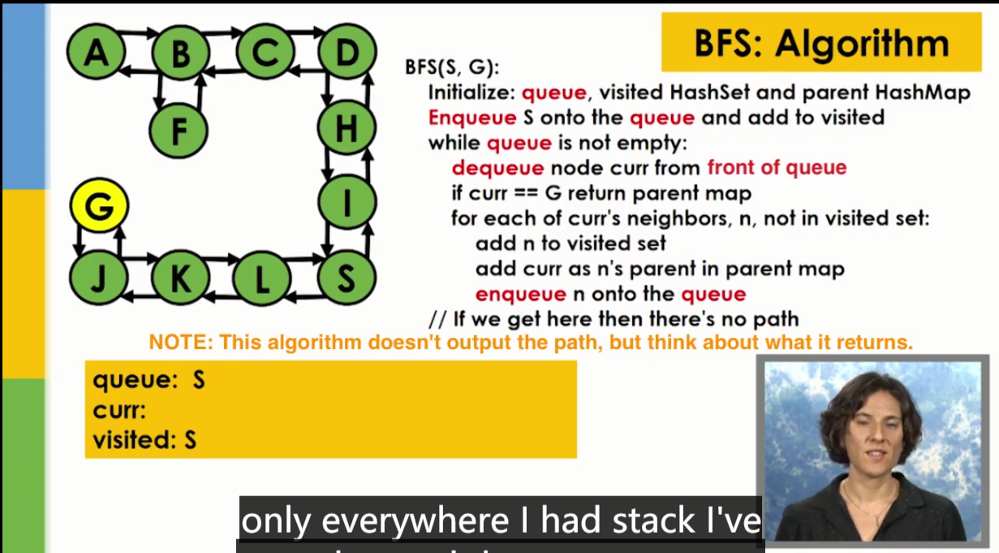 BFS: Algorithm
A B C D
F H
G I
J K L S
BFS(S, G):
Initialize: queue, visited HashSet and parent HashMap
Enqueue S onto the queue and add to visited
while queue is not empty:
dequeue node curr from front of queue
if curr == G return parent map
for each of curr's neighbors, n, not in visited set:
add n to visited set
add curr as n's parent in parent map
enqueue n onto the queue
// If we get here then there's no path
NOTE: This algorithm doesn't output the path, but think about what it returns.
queue: S
curr:
visited: S
only everywhere I had stack I've